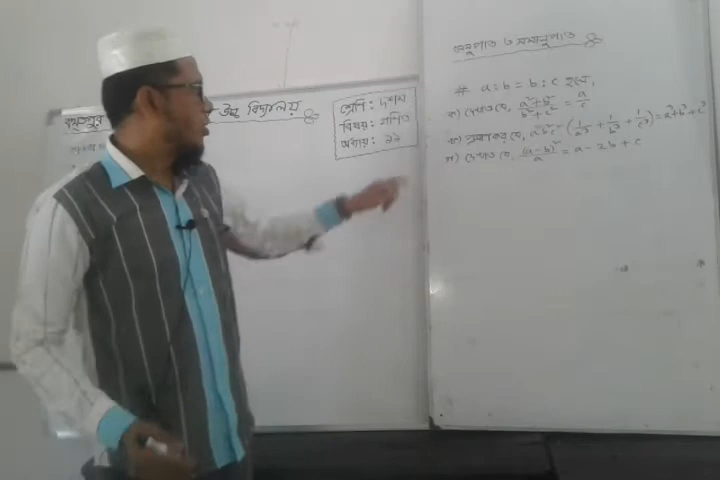 উচ্চ বিদ্যালয়
শ্রেণি: দশম
বিষয়: গণিত
অধ্যায়: ১১
অনুপাত ও সমানুপাত
# a:b = b:c হলে,
ক) দেখাও যে, (a²+b²)/(b²+c²) = a/c
খ) প্রমাণ কর যে, a²b²c² (1/a³ + 1/b³ + 1/c³) = a³+b³+c³
গ) দেখাও যে, (a-b)²/a = a - 2b + c